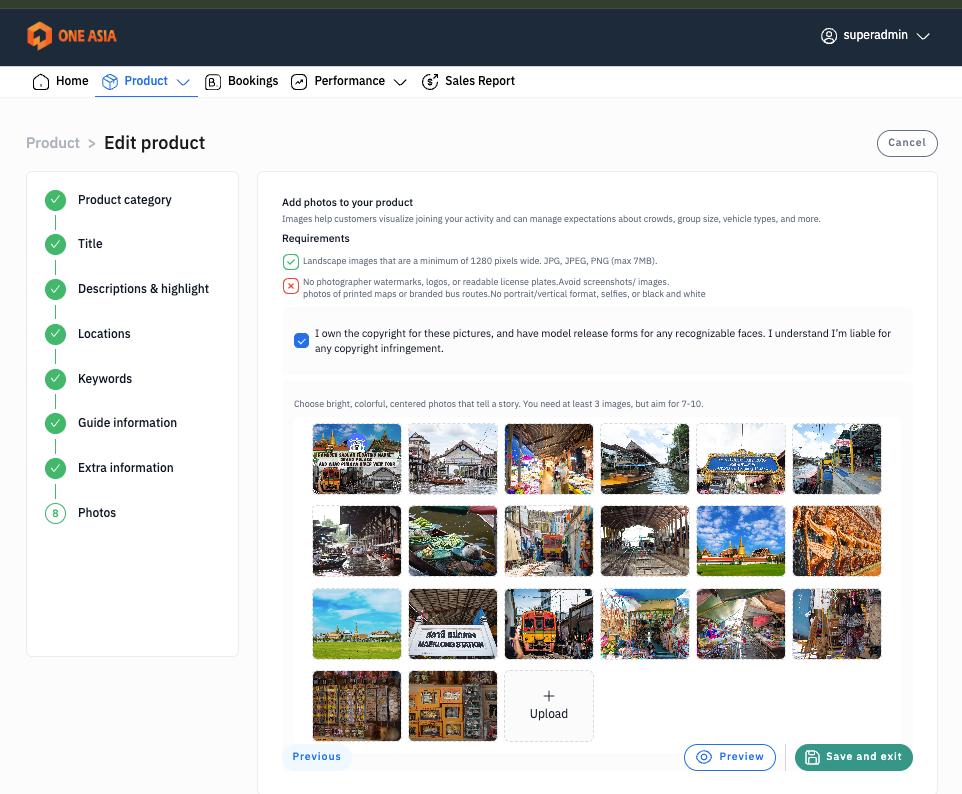 ONE ASIA
superadmin
Home
Product
Bookings
Performance
Sales Report
Product > Edit product
Cancel
Product category
Title
Descriptions & highlight
Locations
Keywords
Guide information
Extra information
8
Photos
Add photos to your product
Images help customers visualize joining your activity and can manage expectations about crowds, group size, vehicle types, and more.
Requirements
Landscape images that are a minimum of 1280 pixels wide. JPG, JPEG, PNG (max 7MB).
No photographer watermarks, logos, or readable license plates.Avoid screenshots/ images.
photos of printed maps or branded bus routes.No portrait/vertical format, selfies, or black and white
I own the copyright for these pictures, and have model release forms for any recognizable faces. I understand I'm liable for
any copyright infringement.
Choose bright, colorful, centered photos that tell a story. You need at least 3 images, but aim for 7-10.
MAEKLONG STATION
Upload
Previous
Preview
Save and exit